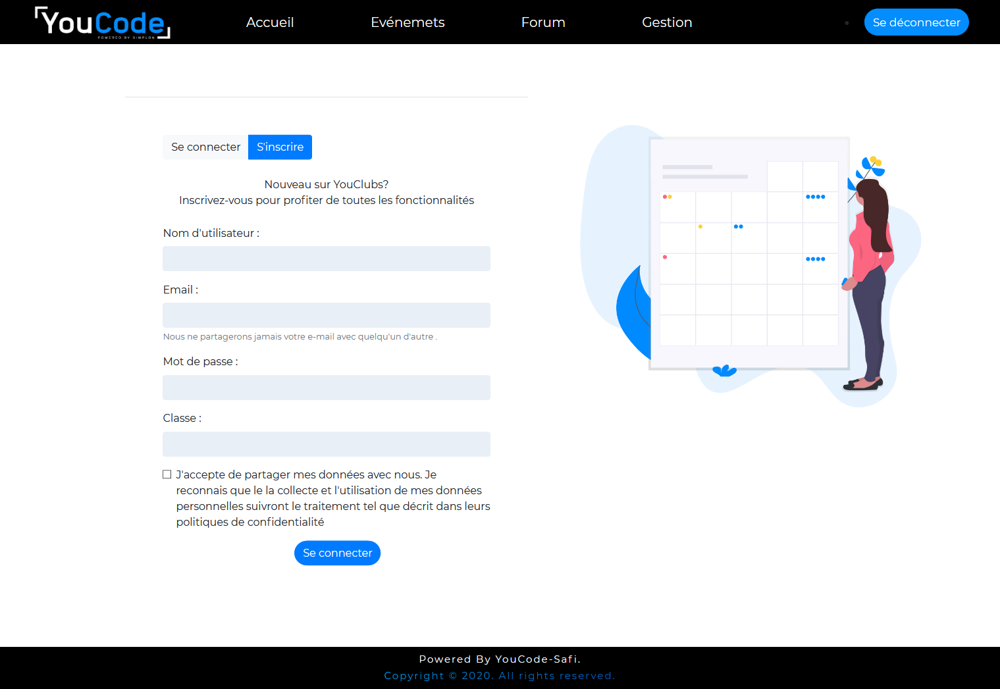 YouCode
POWERED BY SIMPLON
Accueil
Evénemets
Forum
Gestion
Se déconnecter
Se connecter
S'inscrire
Nouveau sur YouClubs?
Inscrivez-vous pour profiter de toutes les fonctionnalités
Nom d'utilisateur :
Email :
Nous ne partagerons jamais votre e-mail avec quelqu'un d'autre .
Mot de passe :
Classe :
J'accepte de partager mes données avec nous. Je
reconnais que le la collecte et l'utilisation de mes données
personnelles suivront le traitement tel que décrit dans leurs
politiques de confidentialité
Se connecter
Powered By YouCode-Safi.
Copyright © 2020. All rights reserved.